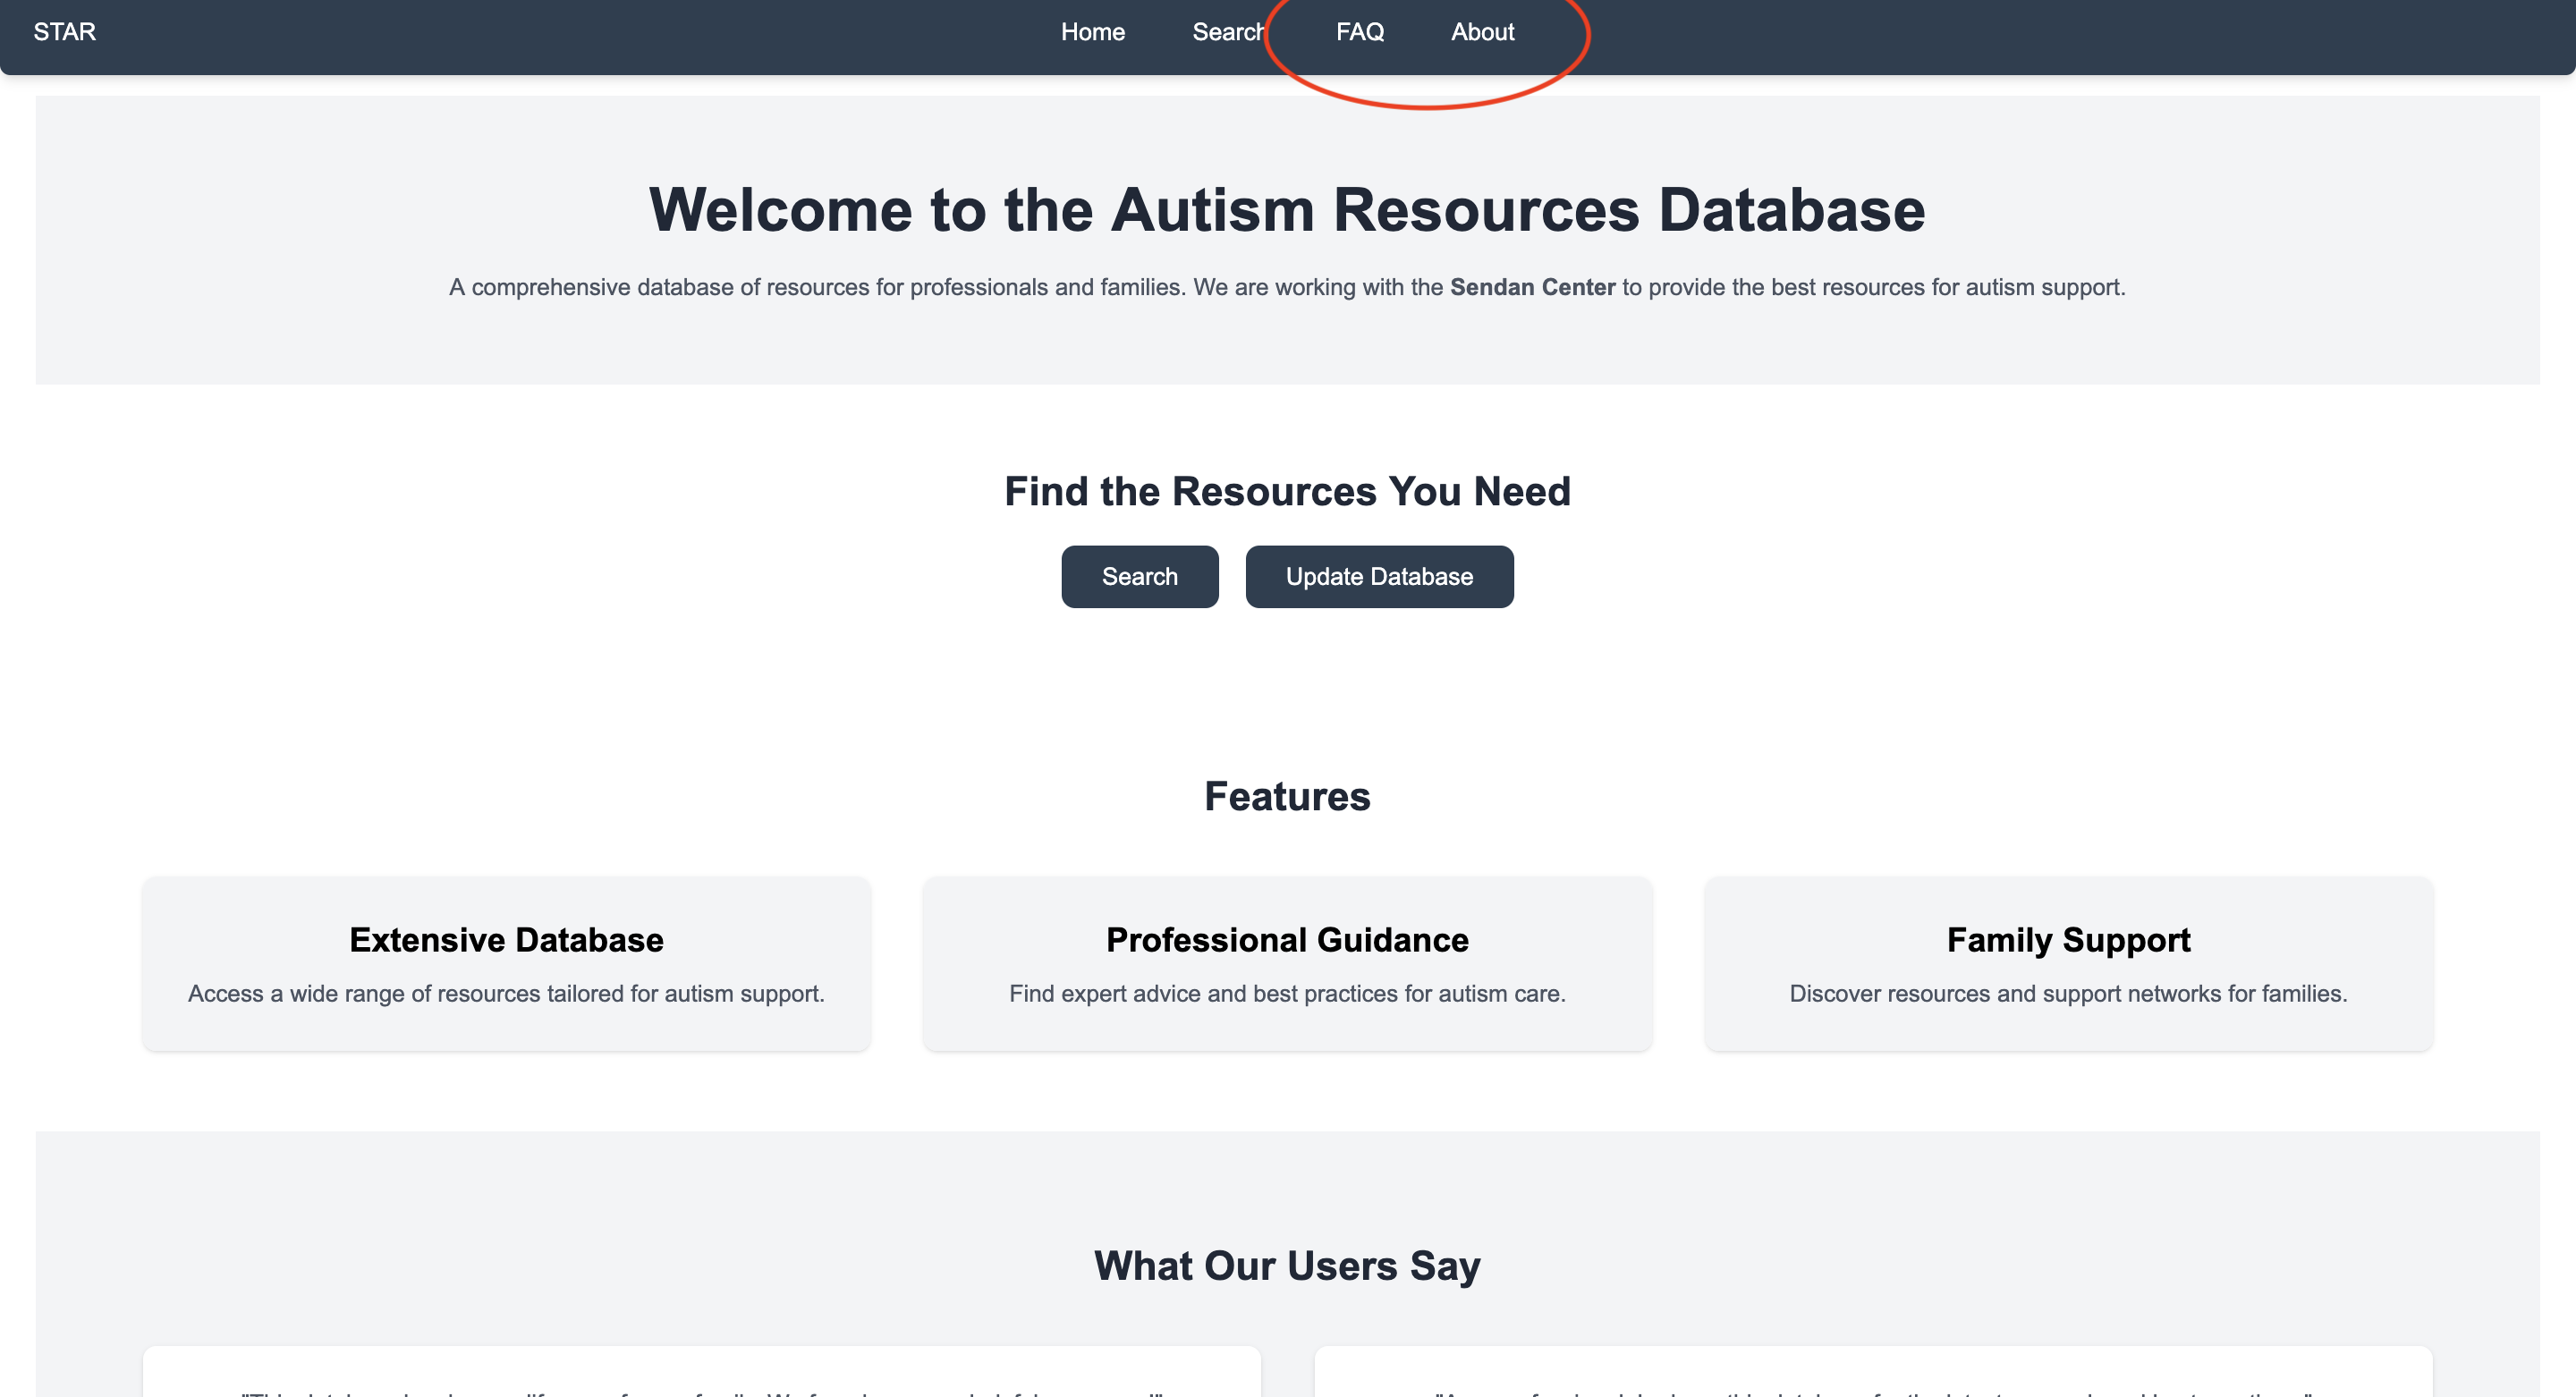 STAR Home Search FAQ About
Welcome to the Autism Resources Database
A comprehensive database of resources for professionals and families. We are working with the Sendan Center to provide the best resources for autism support.
Find the Resources You Need
Search Update Database
Features
Extensive Database
Access a wide range of resources tailored for autism support.
Professional Guidance
Find expert advice and best practices for autism care.
Family Support
Discover resources and support networks for families.
What Our Users Say